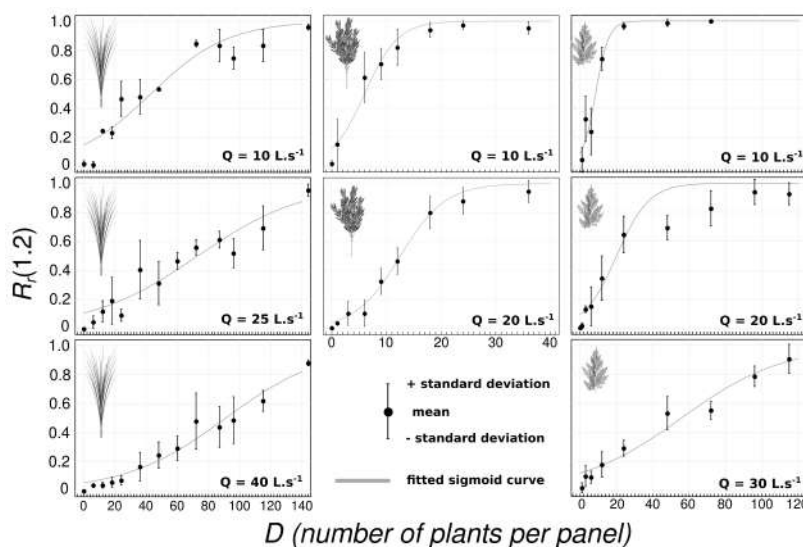 1.0
0.8
0.6
0.4
0.2
0
Q = 10 L.s-1
Q = 10 L.s-1
Q = 10 L.s-1
1.0
0.8
0.6
0.4
0.2
0
Q = 25 L.s-1
Q = 20 L.s-1
Q = 20 L.s-1
0 10 20 30 40
1.0
0.8
0.6
0.4
0.2
0
Q = 40 L.s-1
+ standard deviation
mean
- standard deviation
fitted sigmoid curve
Q = 30 L.s-1
0 20 40 60 80 100 120 140
0 20 40 60 80 100 120
Rr(1.2)
D (number of plants per panel)